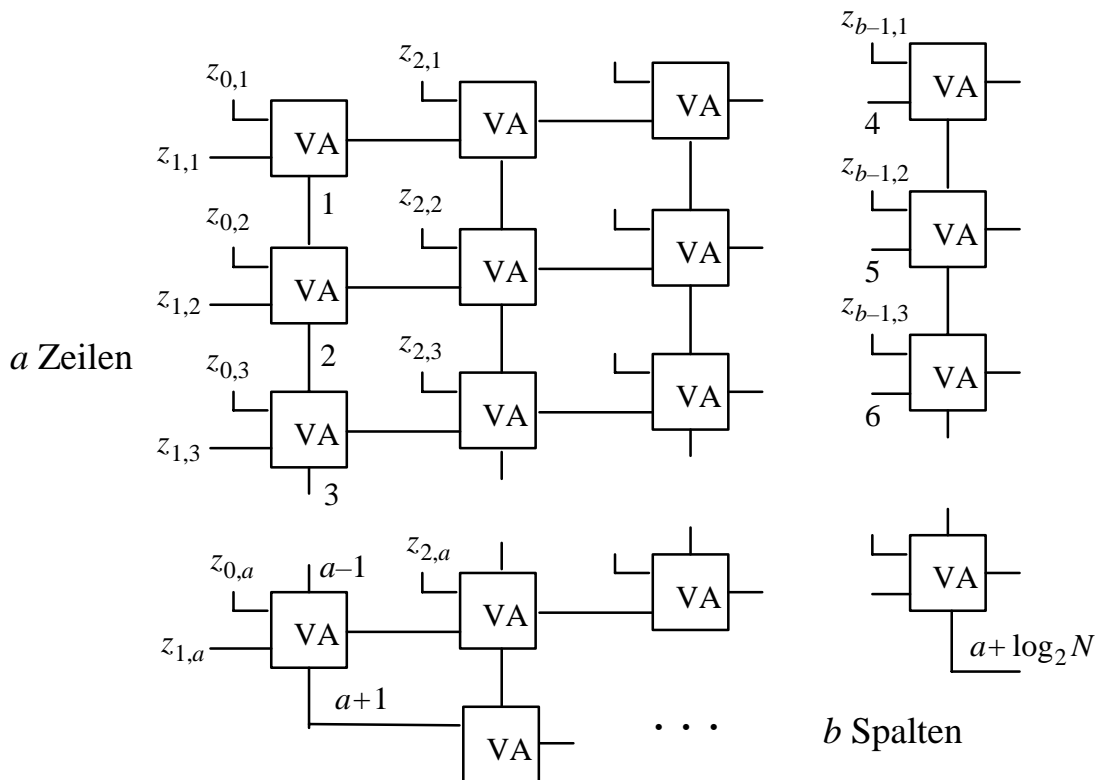 z_{b–1,1}
z_{2,1}
z_{0,1}
VA VA VA VA
4
z_{1,1}
1
z_{b–1,2}
z_{2,2}
z_{0,2}
VA VA VA VA
5
z_{1,2}
z_{b–1,3}
2
z_{2,3}
a Zeilen
z_{0,3}
VA VA VA VA
6
z_{1,3}
3
z_{0,a} a–1 z_{2,a}
VA VA VA VA
z_{1,a}
a+ log_2 N
a+1
VA . . . b Spalten